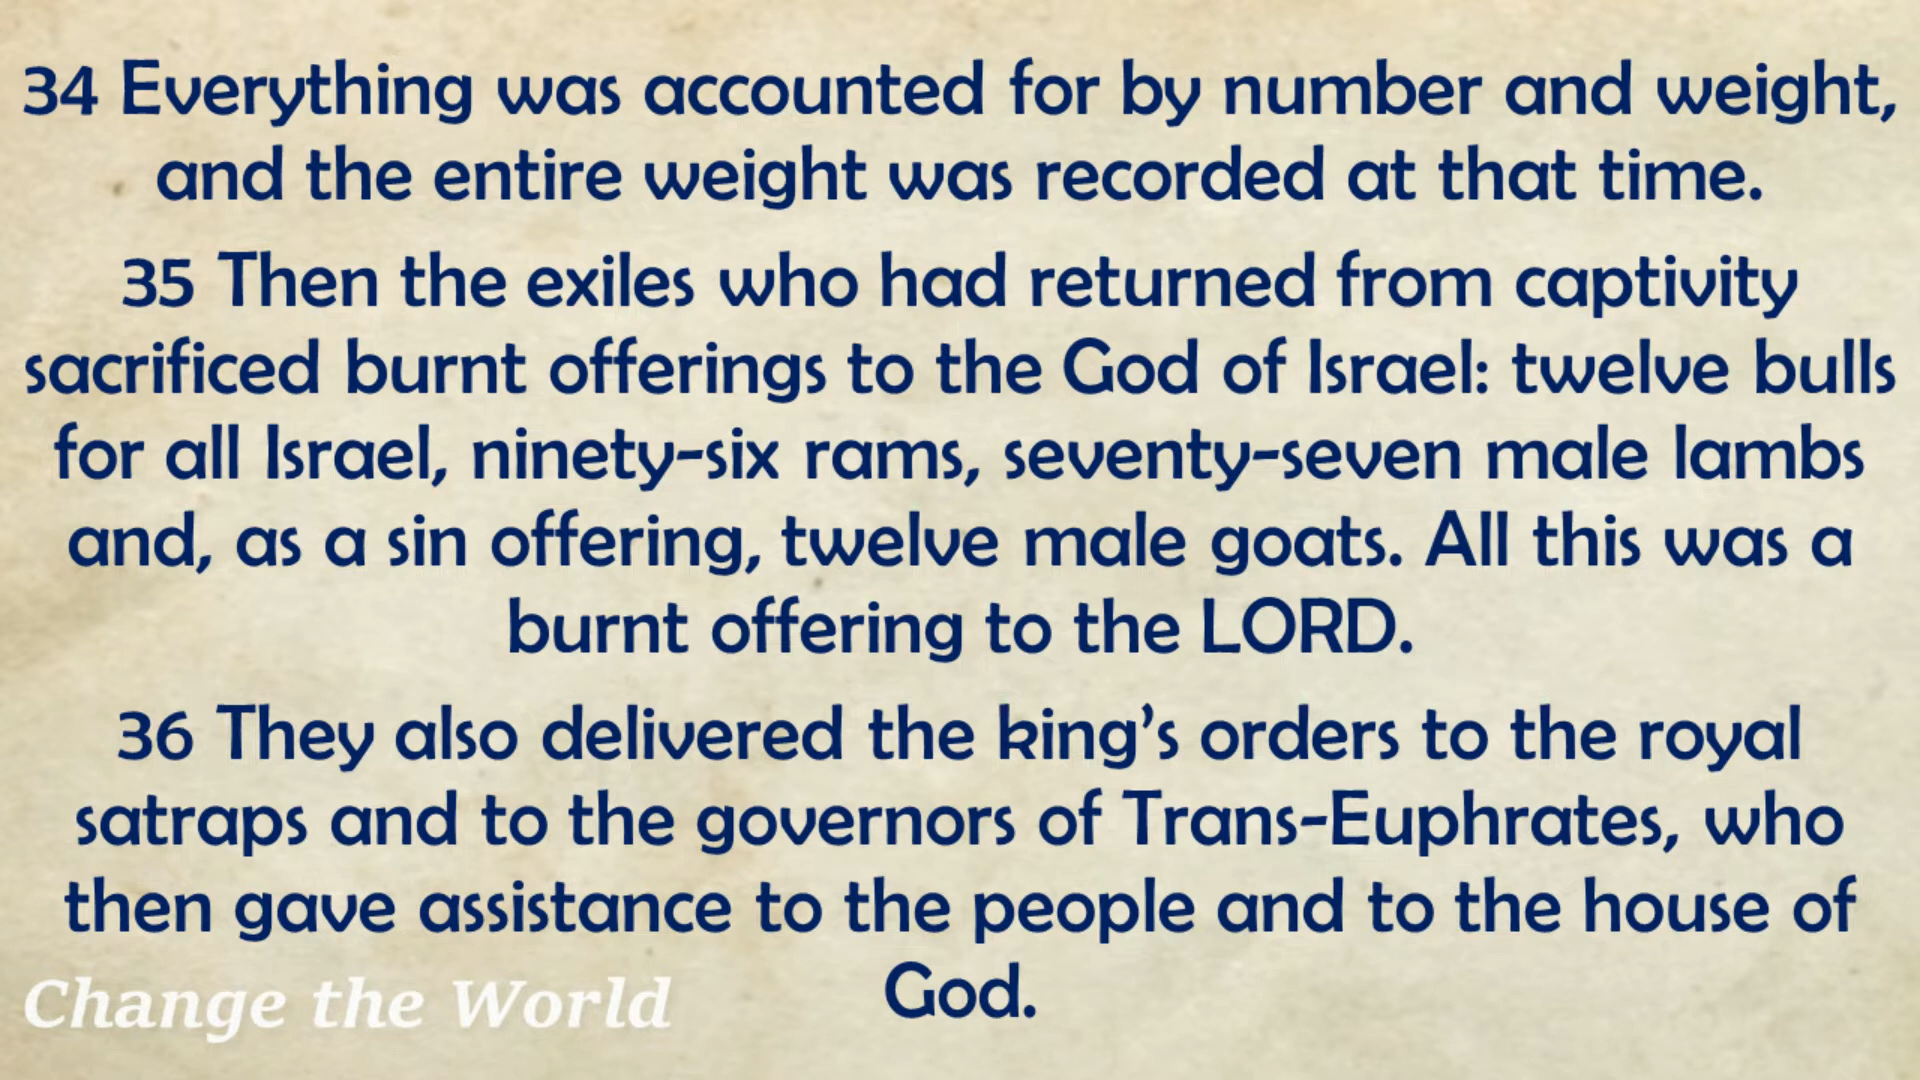 34 Everything was accounted for by number and weight,
and the entire weight was recorded at that time.
35 Then the exiles who had returned from captivity
sacrificed burnt offerings to the God of Israel: twelve bulls
for all Israel, ninety-six rams, seventy-seven male lambs
and, as a sin offering, twelve male goats. All this was a
burnt offering to the LORD.
36 They also delivered the king’s orders to the royal
satraps and to the governors of Trans-Euphrates, who
then gave assistance to the people and to the house of
God.
Change the World